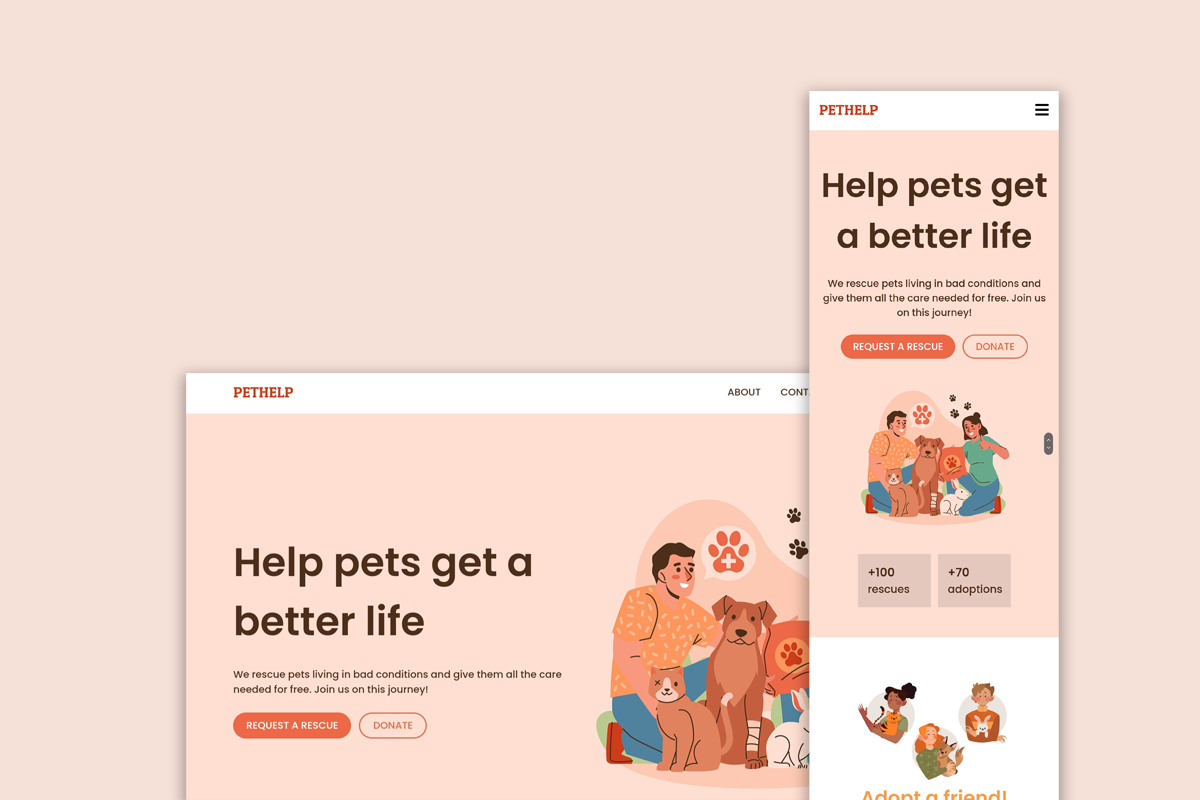 PETHELP
Help pets get
a better life
We rescue pets living in bad conditions and
give them all the care needed for free. Join us
on this journey!
REQUEST A RESCUE
DONATE
+100
rescues
+70
adoptions
Adopt a friend!
PETHELP
ABOUT
CONT
Help pets get a
better life
We rescue pets living in bad conditions and give them all the care
needed for free. Join us on this journey!
REQUEST A RESCUE
DONATE